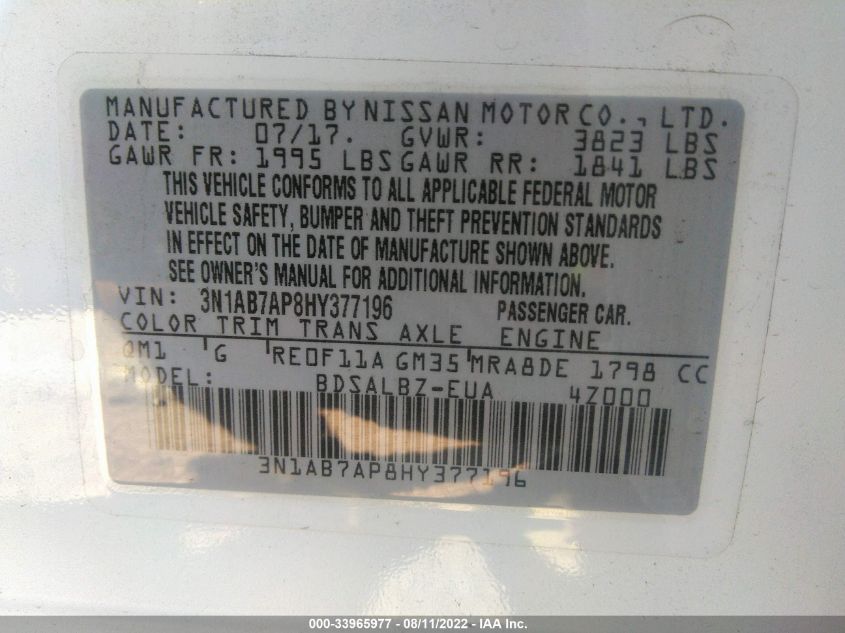 MANUFACTURED BY NISSAN MOTOR CO., LTD.
DATE: 07/17. GVWR: 3823 LBS
GAWR FR: 1995 LBS GAWR RR: 1841 LBS
THIS VEHICLE CONFORMS TO ALL APPLICABLE FEDERAL MOTOR
VEHICLE SAFETY, BUMPER AND THEFT PREVENTION STANDARDS
IN EFFECT ON THE DATE OF MANUFACTURE SHOWN ABOVE.
SEE OWNER'S MANUAL FOR ADDITIONAL INFORMATION.
VIN: 3N1AB7AP8HY377196 PASSENGER CAR.
COLOR TRIM TRANS AXLE ENGINE
QM1 G RE0F11A GM35 MRA8DE 1798 CC
MODEL: BDSALBZ-EUA 47000
3N1AB7AP8HY377196
000-33965977 - 08/11/2022 - IAA Inc.